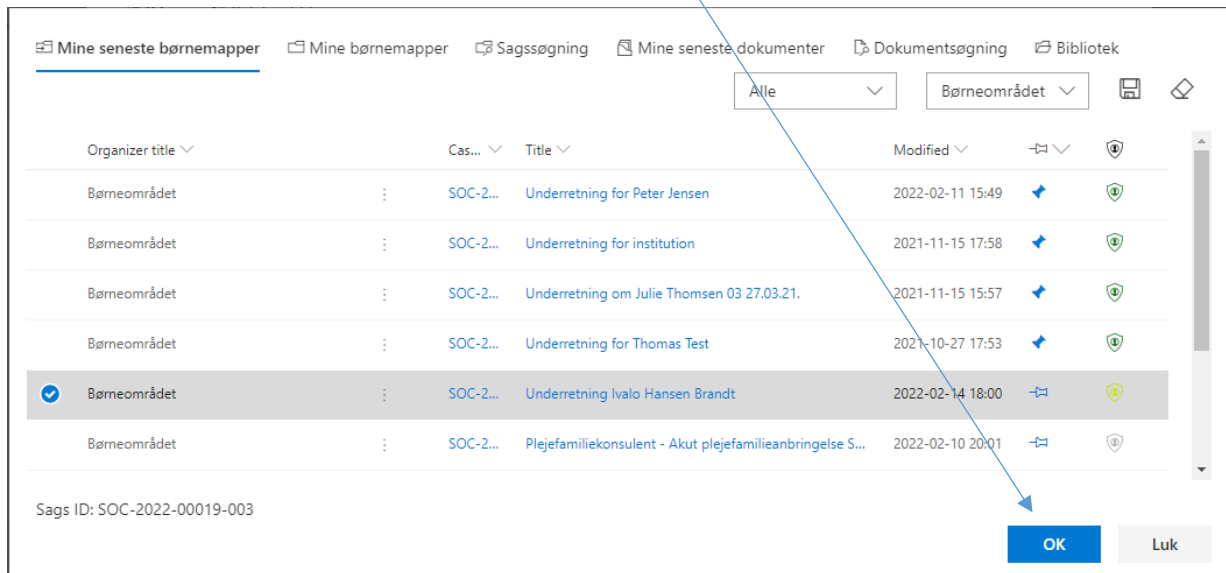 Mine seneste børnemapper Mine børnemapper Sagssøgning Mine seneste dokumenter Dokumentsøgning Bibliotek
Alle Børneområdet
Organizer title Cas... Title Modified
Børneområdet SOC-2... Underretning for Peter Jensen 2022-02-11 15:49
Børneområdet SOC-2... Underretning for institution 2021-11-15 17:58
Børneområdet SOC-2... Underretning om Julie Thomsen 03 27.03.21. 2021-11-15 15:57
Børneområdet SOC-2... Underretning for Thomas Test 2021-10-27 17:53
Børneområdet SOC-2... Underretning Ivalo Hansen Brandt 2022-02-14 18:00
Børneområdet SOC-2... Plejefamiliekonsulent - Akut plejefamilieanbringelse S... 2022-02-10 20:01
Sags ID: SOC-2022-00019-003
OK Luk